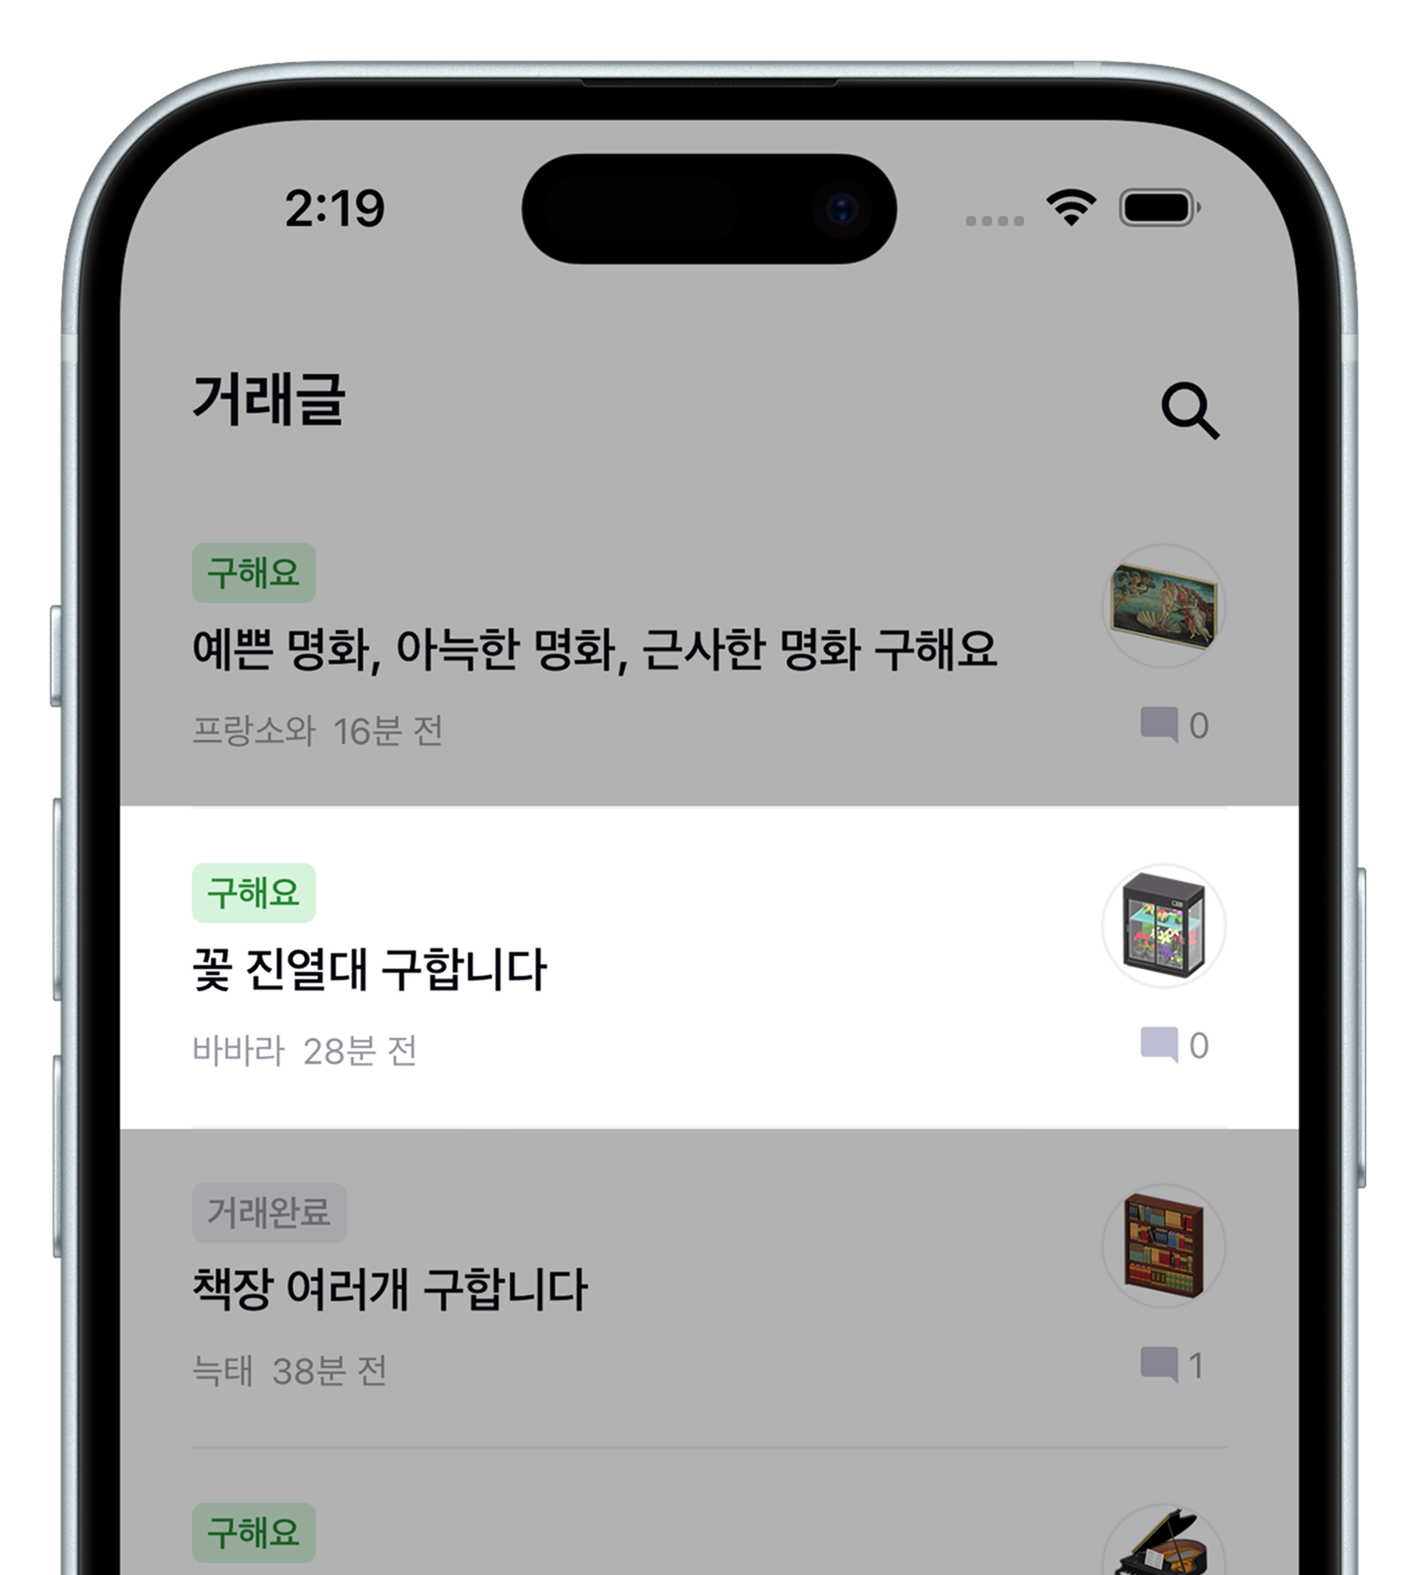 2:19
거래글
구해요
예쁜 명화, 아늑한 명화, 근사한 명화 구해요
프랑소와 16분 전
0
구해요
꽃 진열대 구합니다
바바라 28분 전
0
거래완료
책장 여러개 구합니다
늑태 38분 전
1
구해요